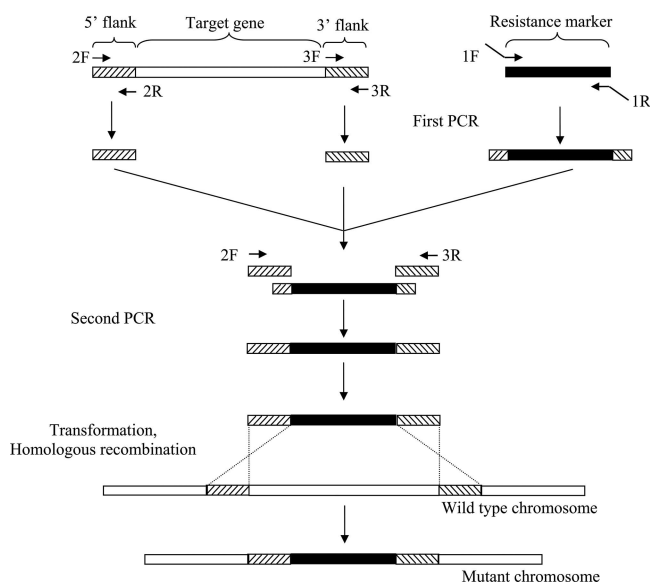 5' flank
Target gene
3' flank
Resistance marker
2F
3F
1F
2R
3R
1R
First PCR
2F
3R
Second PCR
Transformation,
Homologous recombination
Wild type chromosome
Mutant chromosome